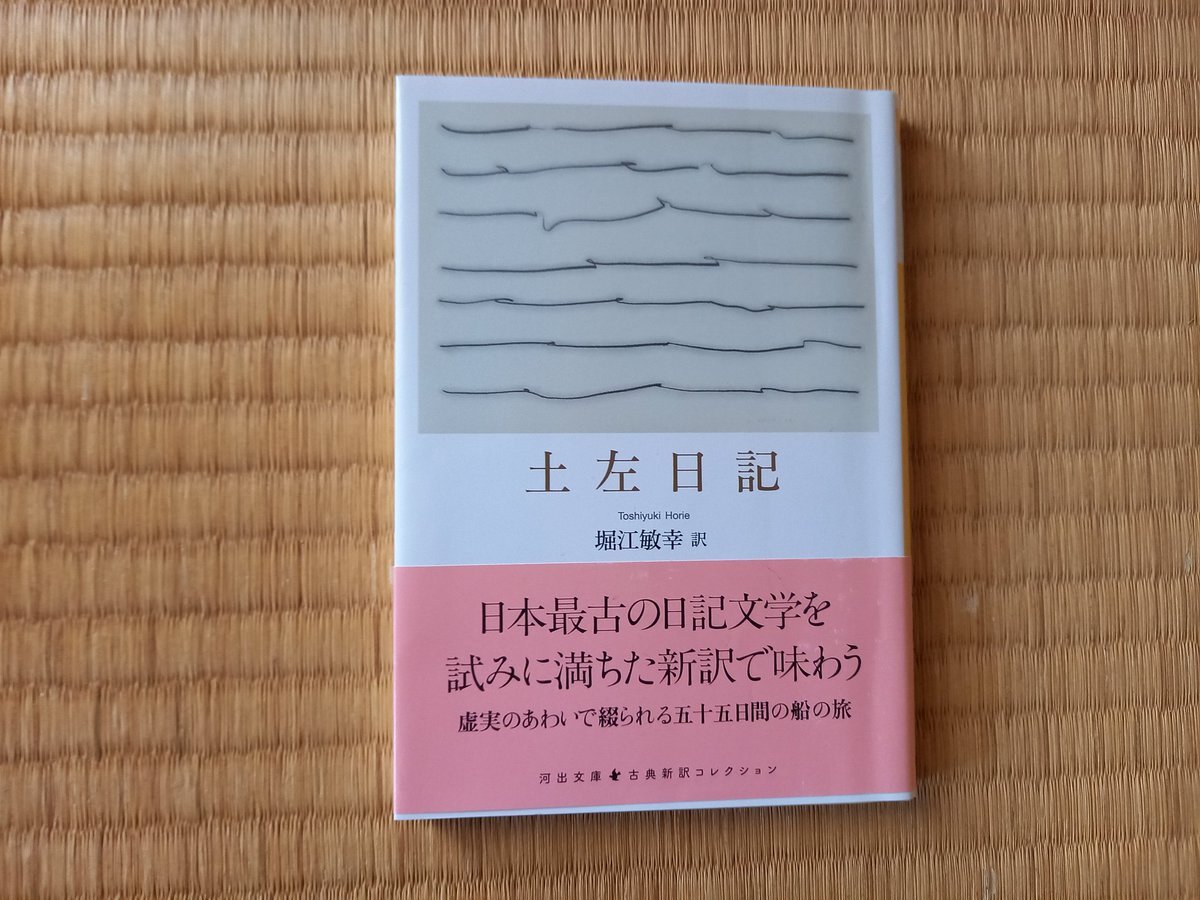 土左日記
Toshiyuki Horie
堀江敏幸 訳
日本最古の日記文学を
試みに満ちた新訳で味わう
虚実のあわいで綴られる五十五日間の船の旅
河出文庫 古典新訳コレクション